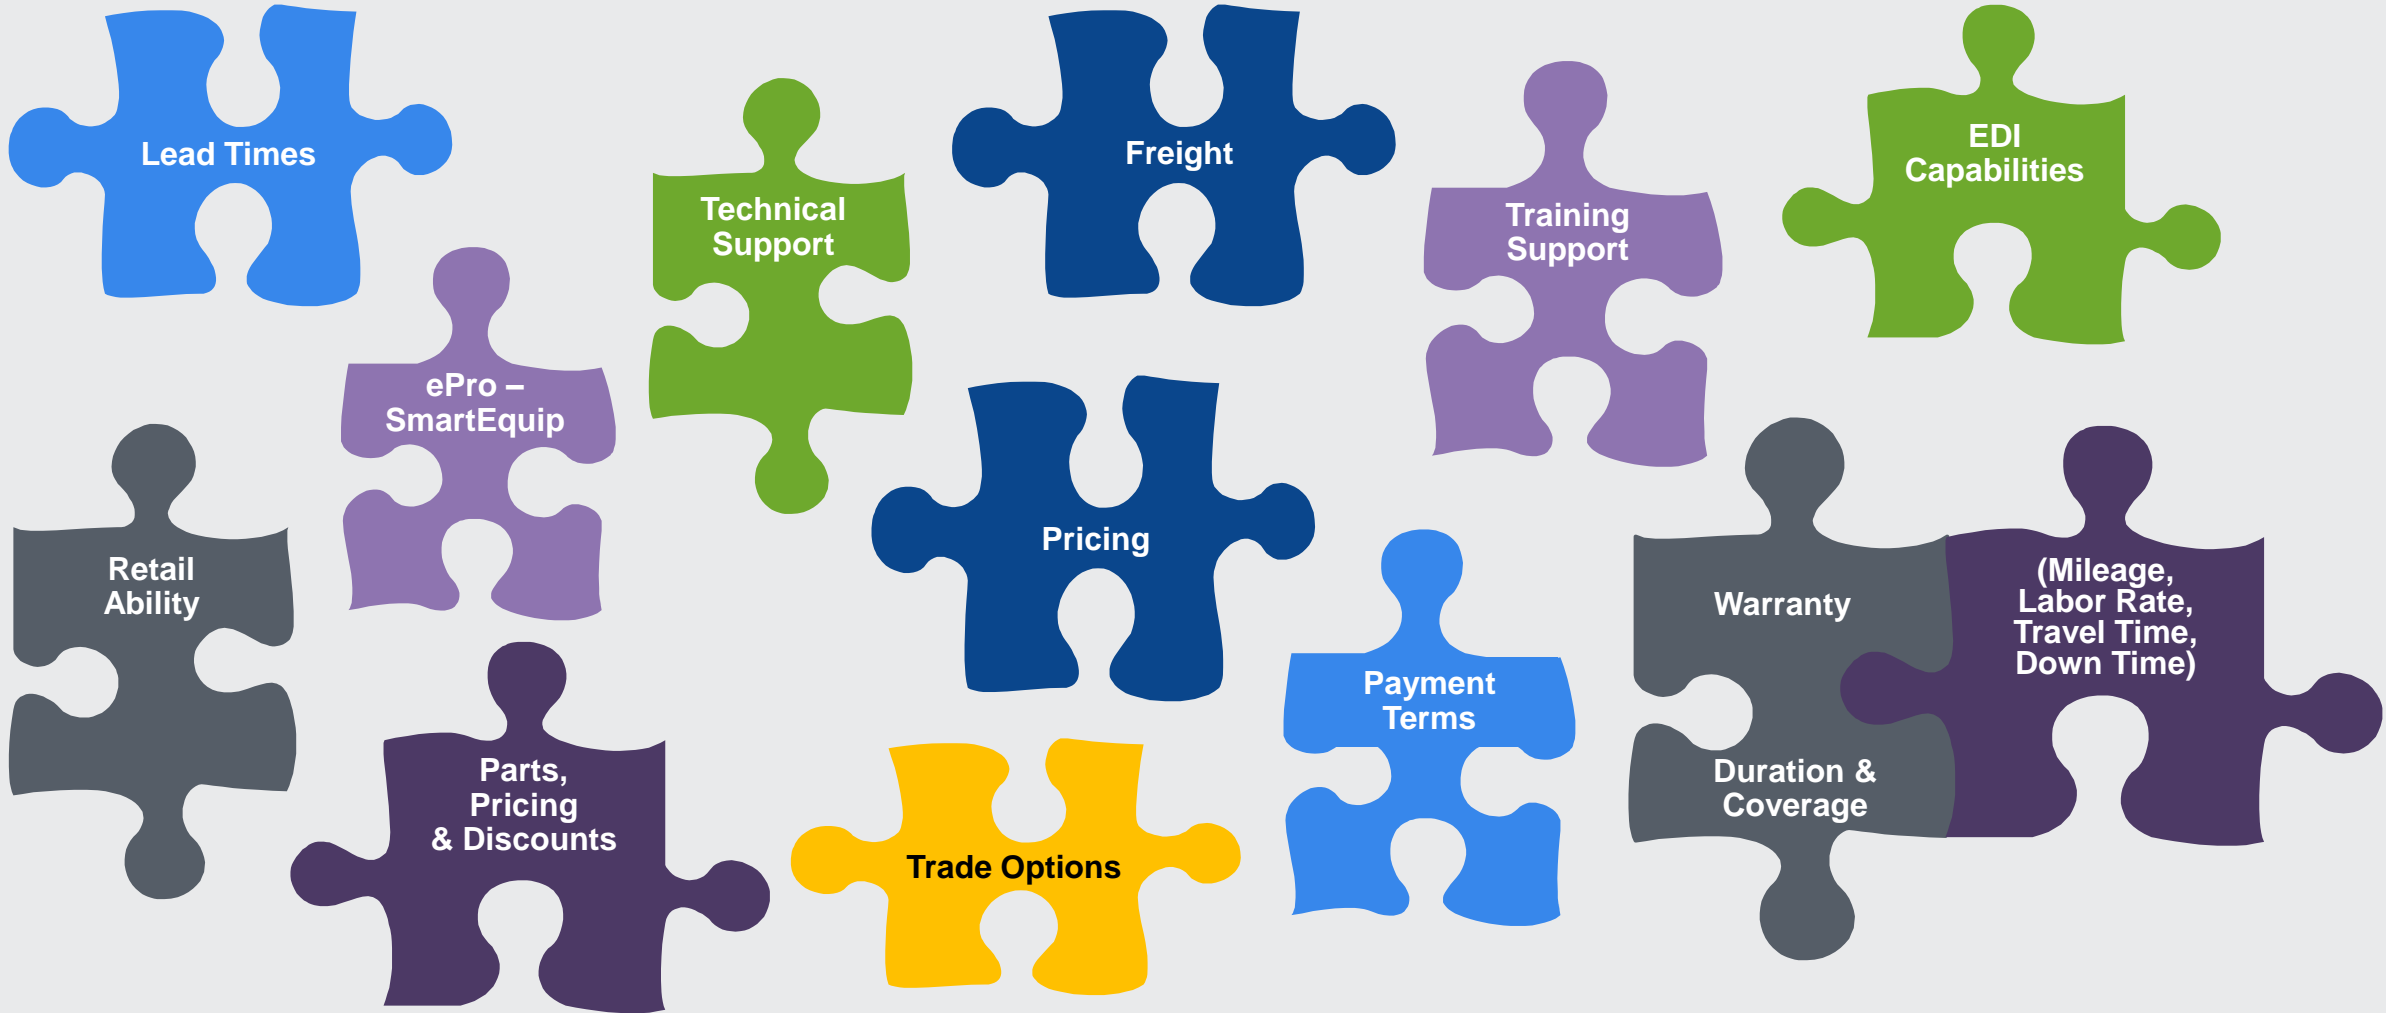 Lead Times
Technical
Support
Freight
Training
Support
EDI
Capabilities
ePro –
SmartEquip
Retail
Ability
Pricing
Payment
Terms
Warranty
Duration &
Coverage
(Mileage,
Labor Rate,
Travel Time,
Down Time)
Parts,
Pricing
& Discounts
Trade Options